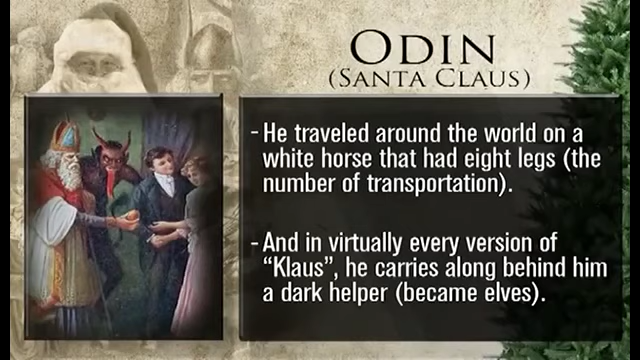 ODIN
(SANTA CLAUS)
- He traveled around the world on a
white horse that had eight legs (the
number of transportation).
- And in virtually every version of
“Klaus”, he carries along behind him
a dark helper (became elves).